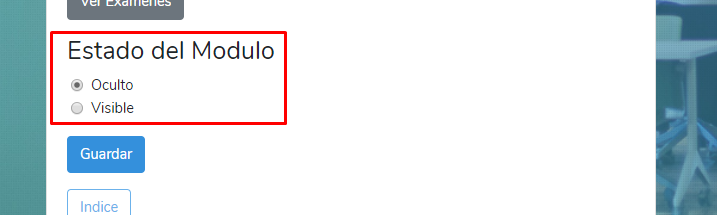 Ver Examenes
Estado del Modulo
Oculto
Visible
Guardar
Indice